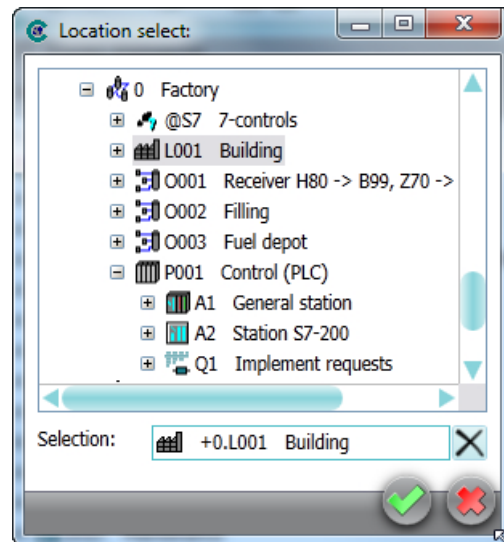 Location select:
0 Factory
@S7 7-controls
L001 Building
O001 Receiver H80 -> B99, Z70 ->
O002 Filling
O003 Fuel depot
P001 Control (PLC)
A1 General station
A2 Station S7-200
Q1 Implement requests
Selection: +0.L001 Building